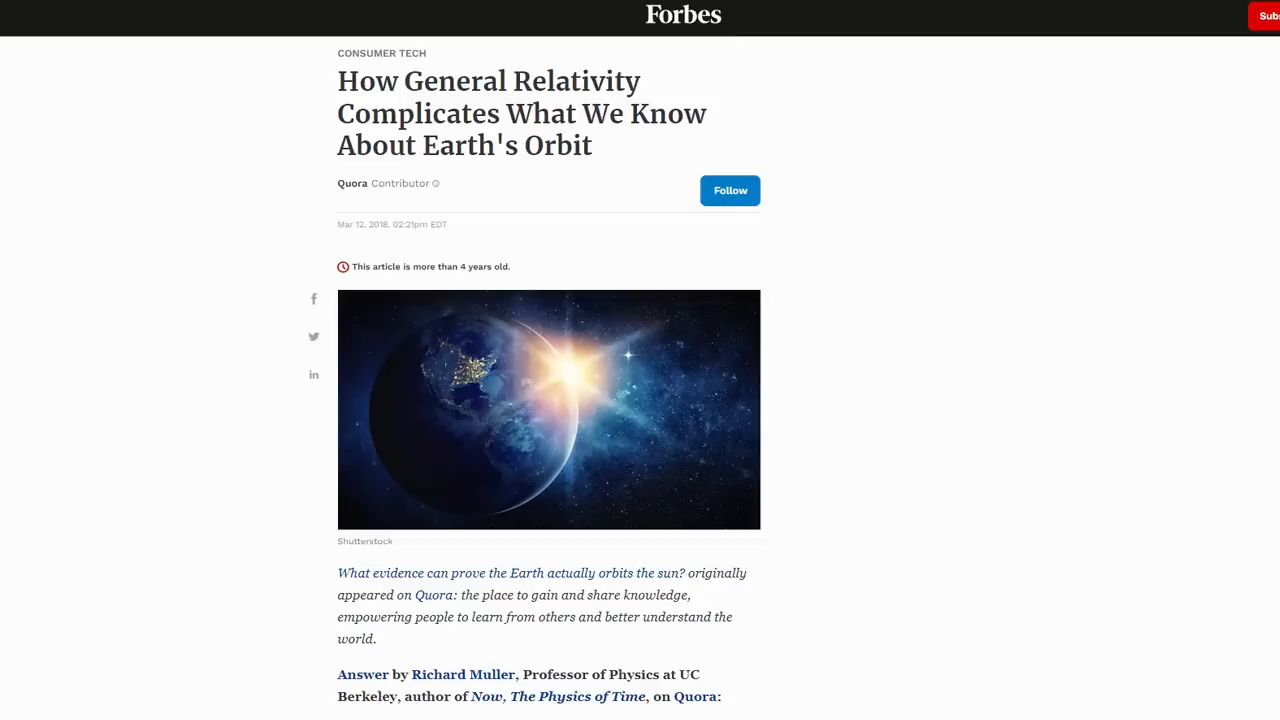 Forbes
CONSUMER TECH
How General Relativity
Complicates What We Know
About Earth's Orbit
Quora Contributor
Follow
Mar 12, 2018, 02:21pm EDT
This article is more than 4 years old.
Shutterstock
What evidence can prove the Earth actually orbits the sun? originally
appeared on Quora: the place to gain and share knowledge,
empowering people to learn from others and better understand the
world.
Answer by Richard Muller, Professor of Physics at UC
Berkeley, author of Now, The Physics of Time, on Quora: